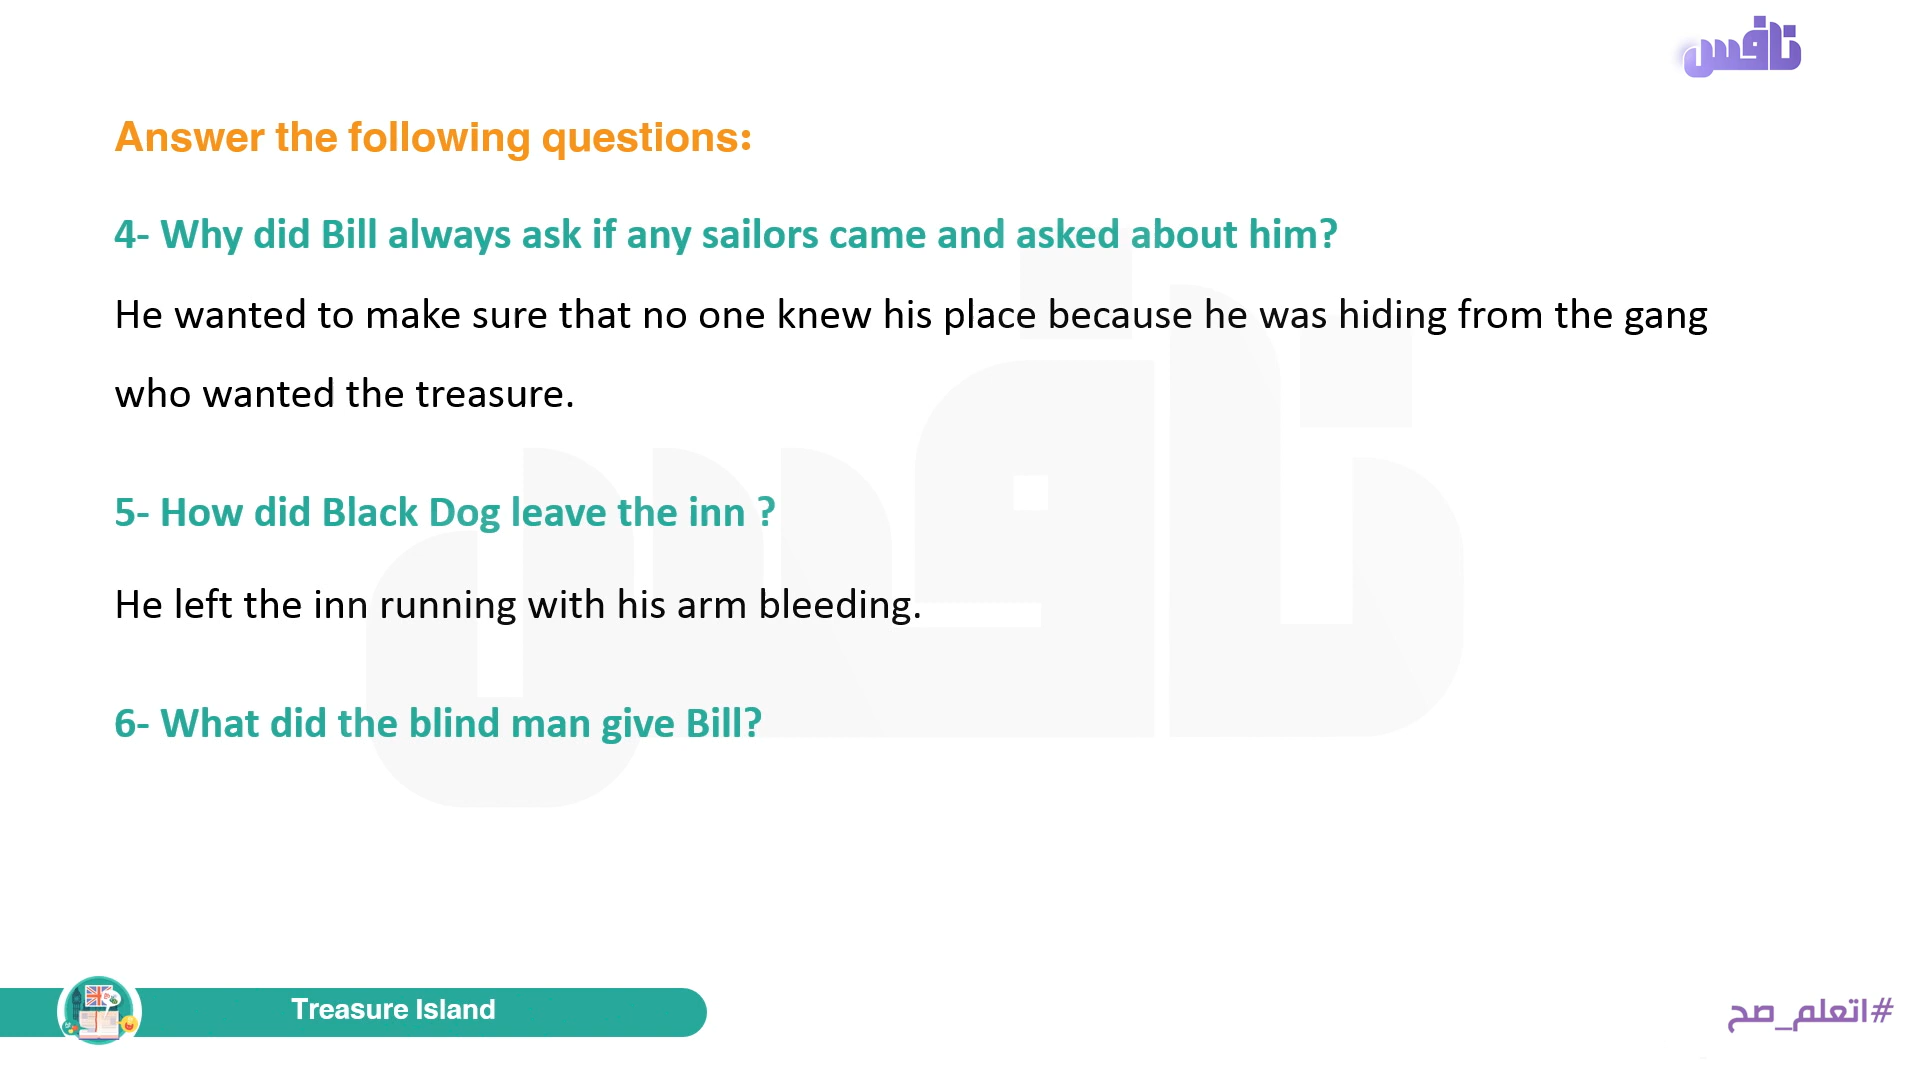 نافس
Answer the following questions:
4- Why did Bill always ask if any sailors came and asked about him?
He wanted to make sure that no one knew his place because he was hiding from the gang
who wanted the treasure.
5- How did Black Dog leave the inn ?
He left the inn running with his arm bleeding.
6- What did the blind man give Bill?
Treasure Island
#اتعلم_صح